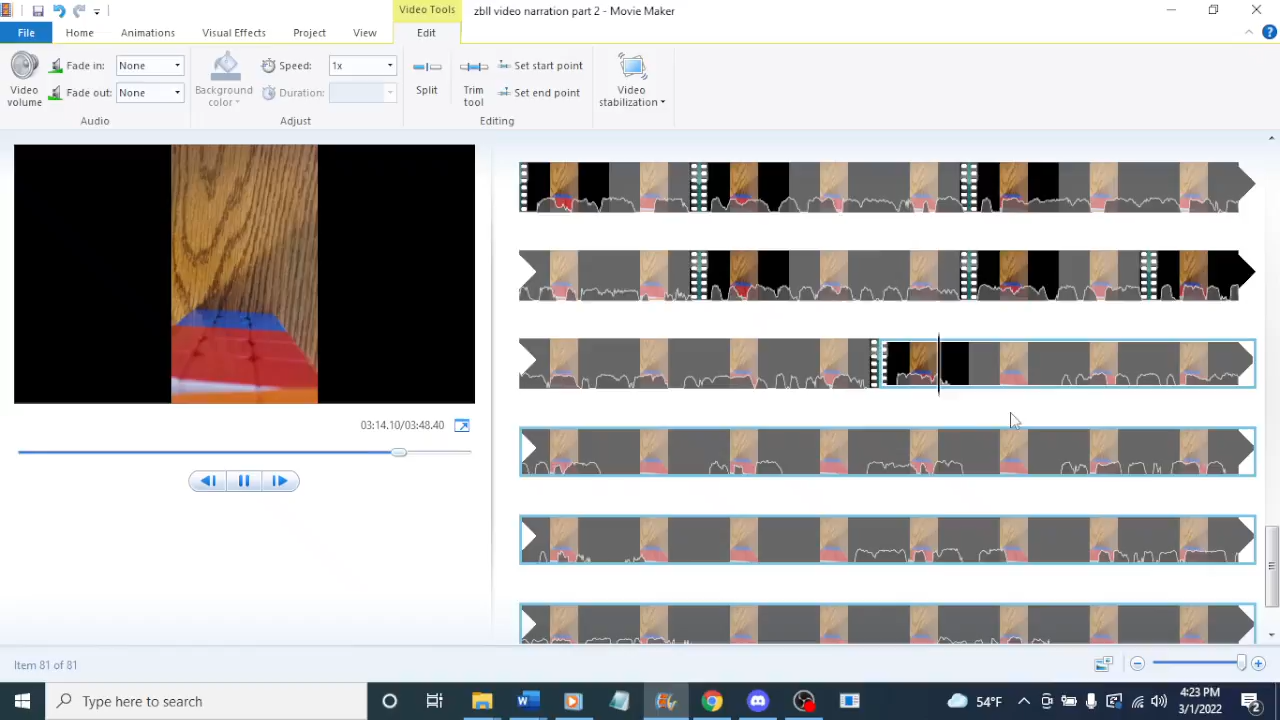 Video Tools
zbll video narration part 2 - Movie Maker
File
Home
Animations
Visual Effects
Project
View
Edit
Video volume
Fade in:
None
Fade out:
None
Audio
Background color
Speed:
1x
Duration:
Adjust
Split
Trim tool
Set start point
Set end point
Editing
Video stabilization
03:14.10/03:48.40
Item 81 of 81
Type here to search
54°F
4:23 PM
3/1/2022
2